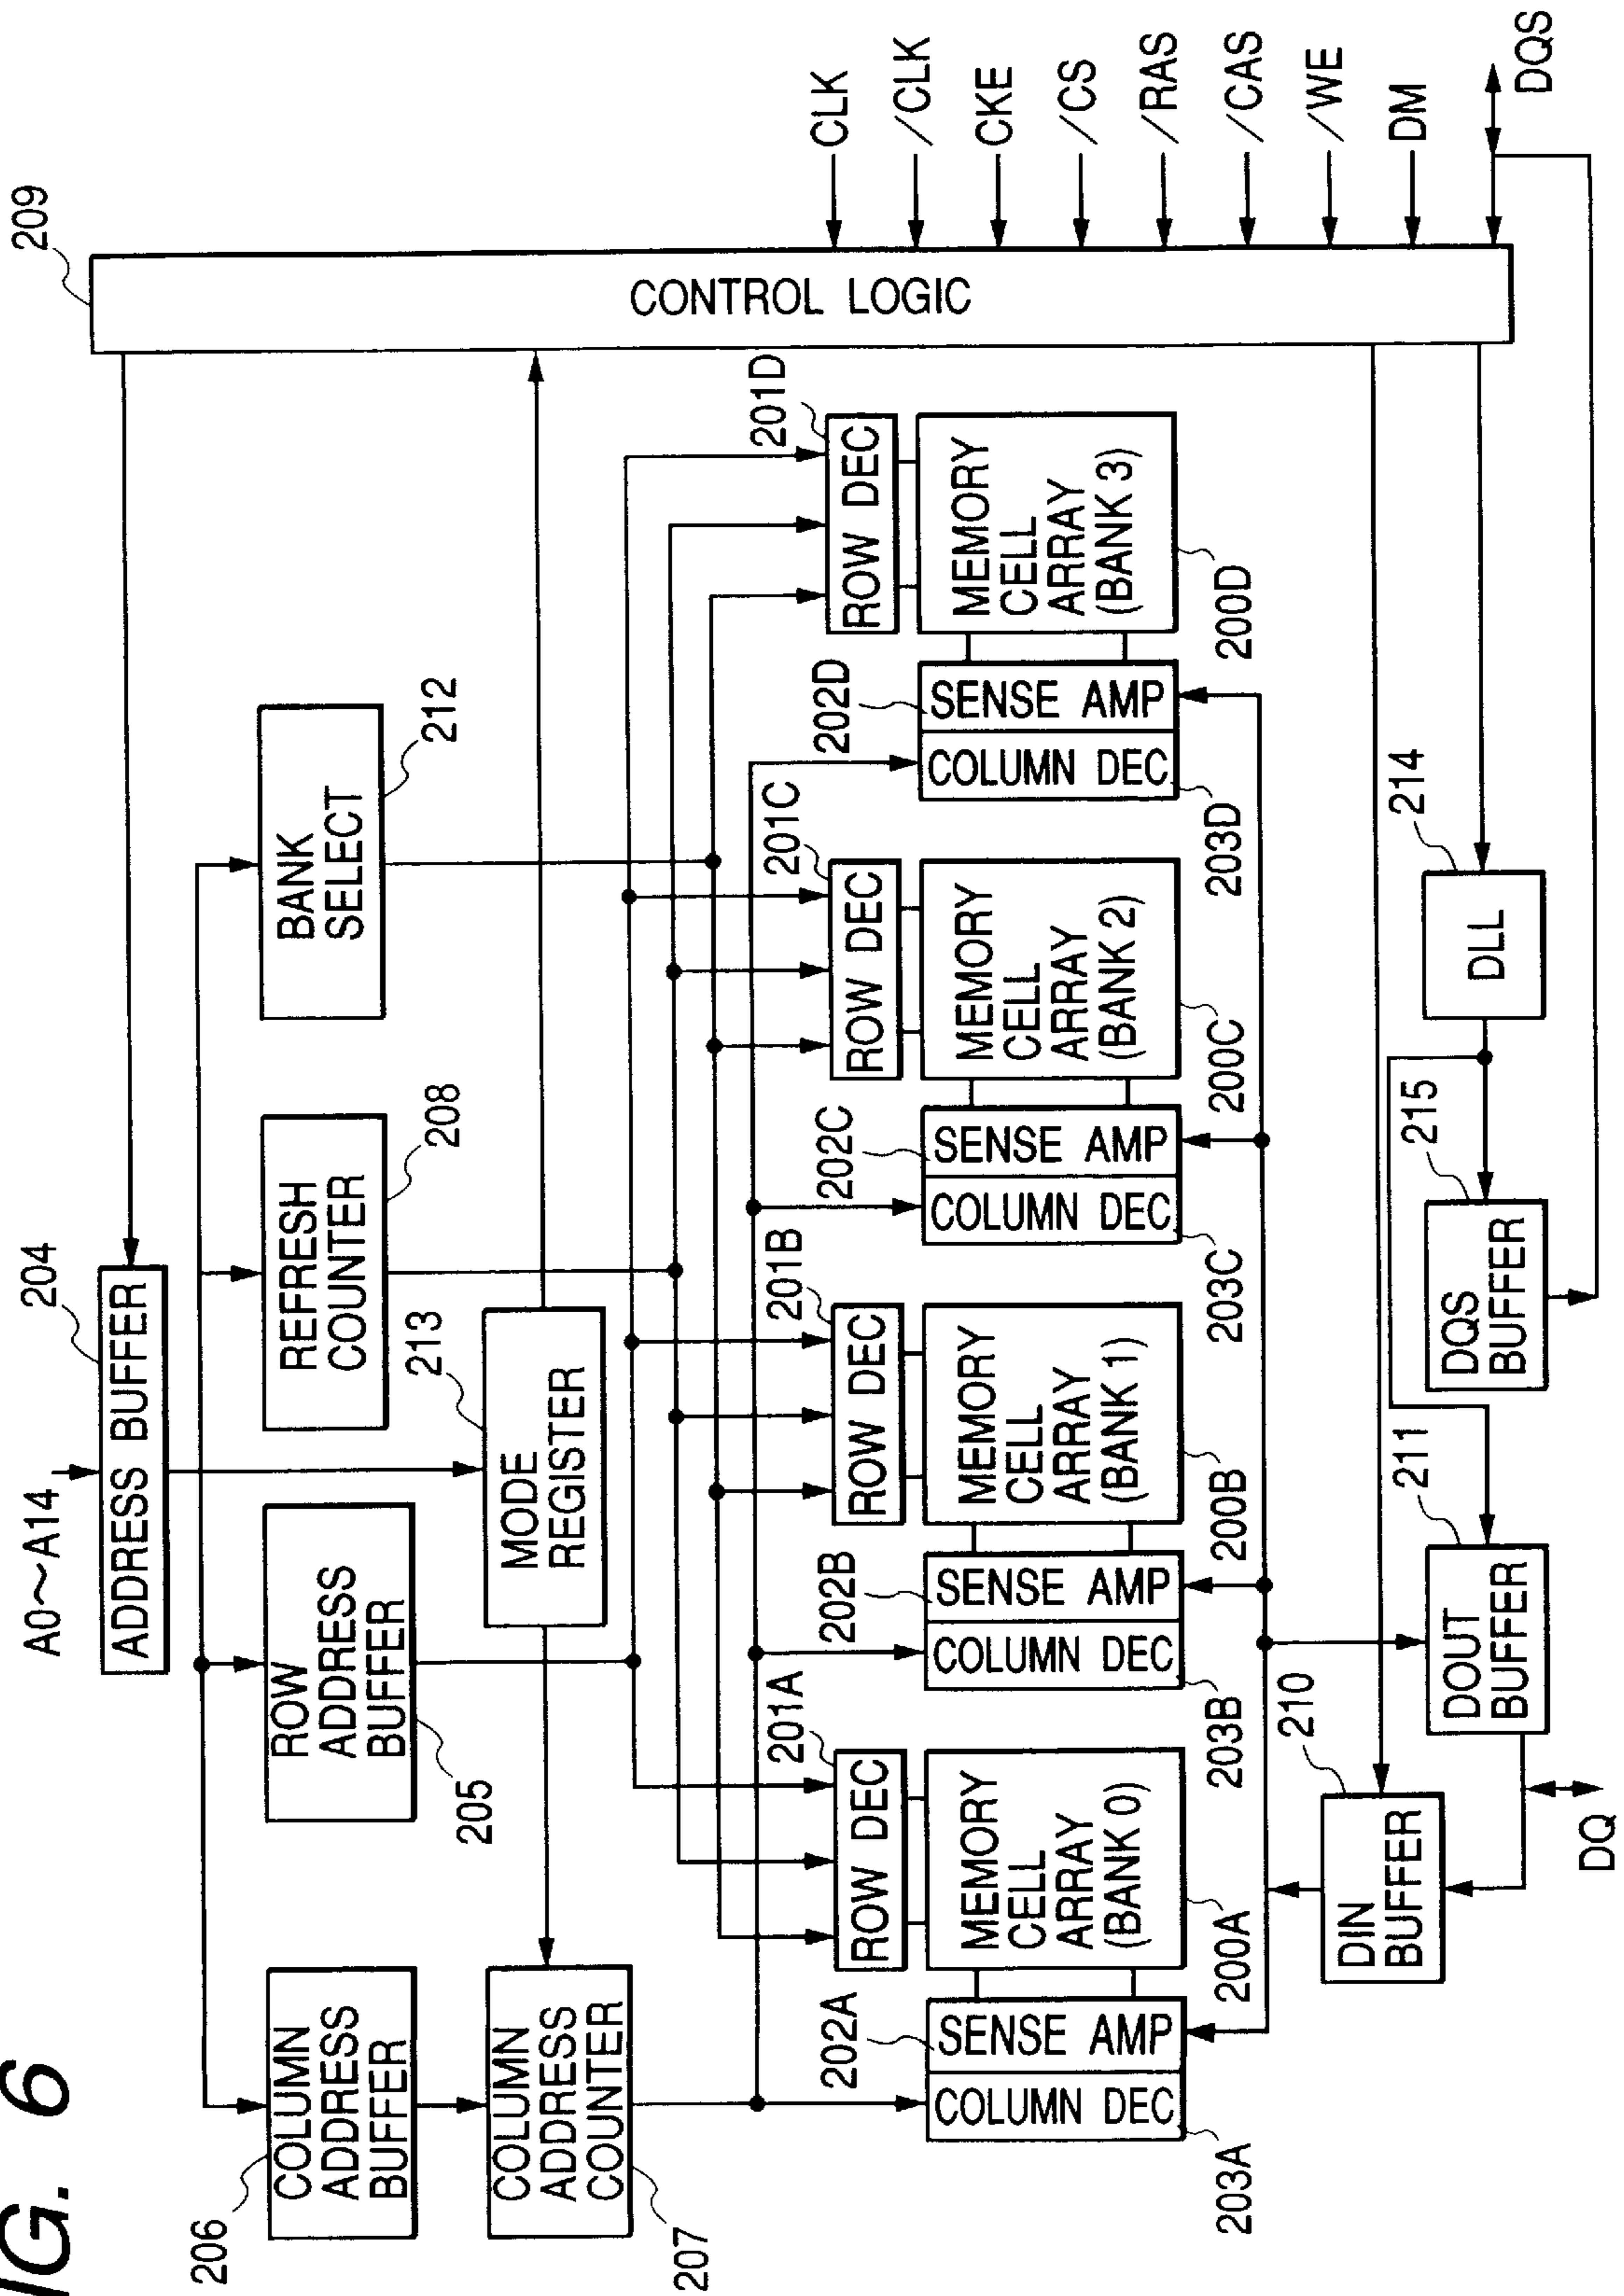 IG. 6
A0~A14
204
ADDRESS BUFFER
209
CONTROL LOGIC
206
COLUMN
ADDRESS
BUFFER
ROW
ADDRESS
BUFFER
205
REFRESH
COUNTER
208
BANK
SELECT
212
207
COLUMN
ADDRESS
COUNTER
213
MODE
REGISTER
201A
ROW DEC
MEMORY
CELL
ARRAY
(BANK 0)
200A
202A
SENSE AMP
COLUMN DEC
203A
201B
ROW DEC
MEMORY
CELL
ARRAY
(BANK 1)
200B
202B
SENSE AMP
COLUMN DEC
203B
201C
ROW DEC
MEMORY
CELL
ARRAY
(BANK 2)
200C
202C
SENSE AMP
COLUMN DEC
203C
201D
ROW DEC
MEMORY
CELL
ARRAY
(BANK 3)
200D
202D
SENSE AMP
COLUMN DEC
203D
CLK
/CLK
CKE
/CS
/RAS
/CAS
/WE
DM
DQS
210
DIN
BUFFER
211
DOUT
BUFFER
215
DQS
BUFFER
214
DLL
DQ